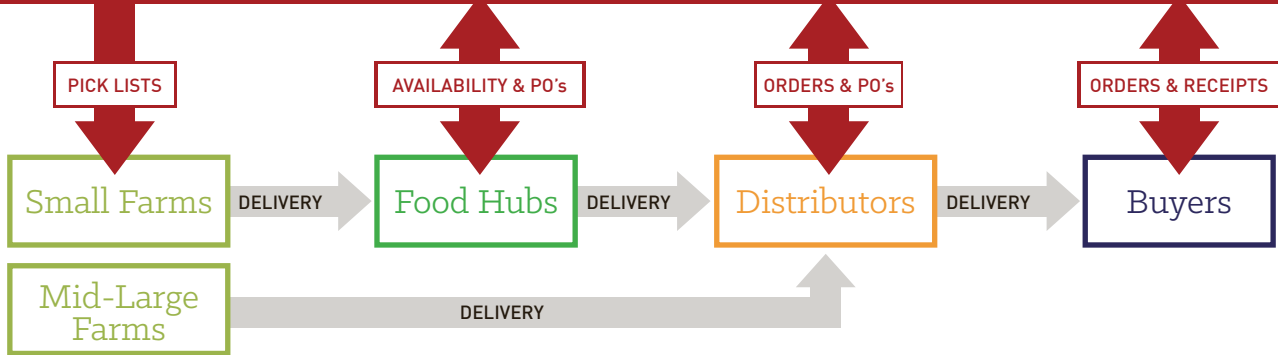 PICK LISTS
AVAILABILITY & PO's
ORDERS & PO's
ORDERS & RECEIPTS
Small Farms
DELIVERY
Food Hubs
DELIVERY
Distributors
DELIVERY
Buyers
Mid-Large
Farms
DELIVERY